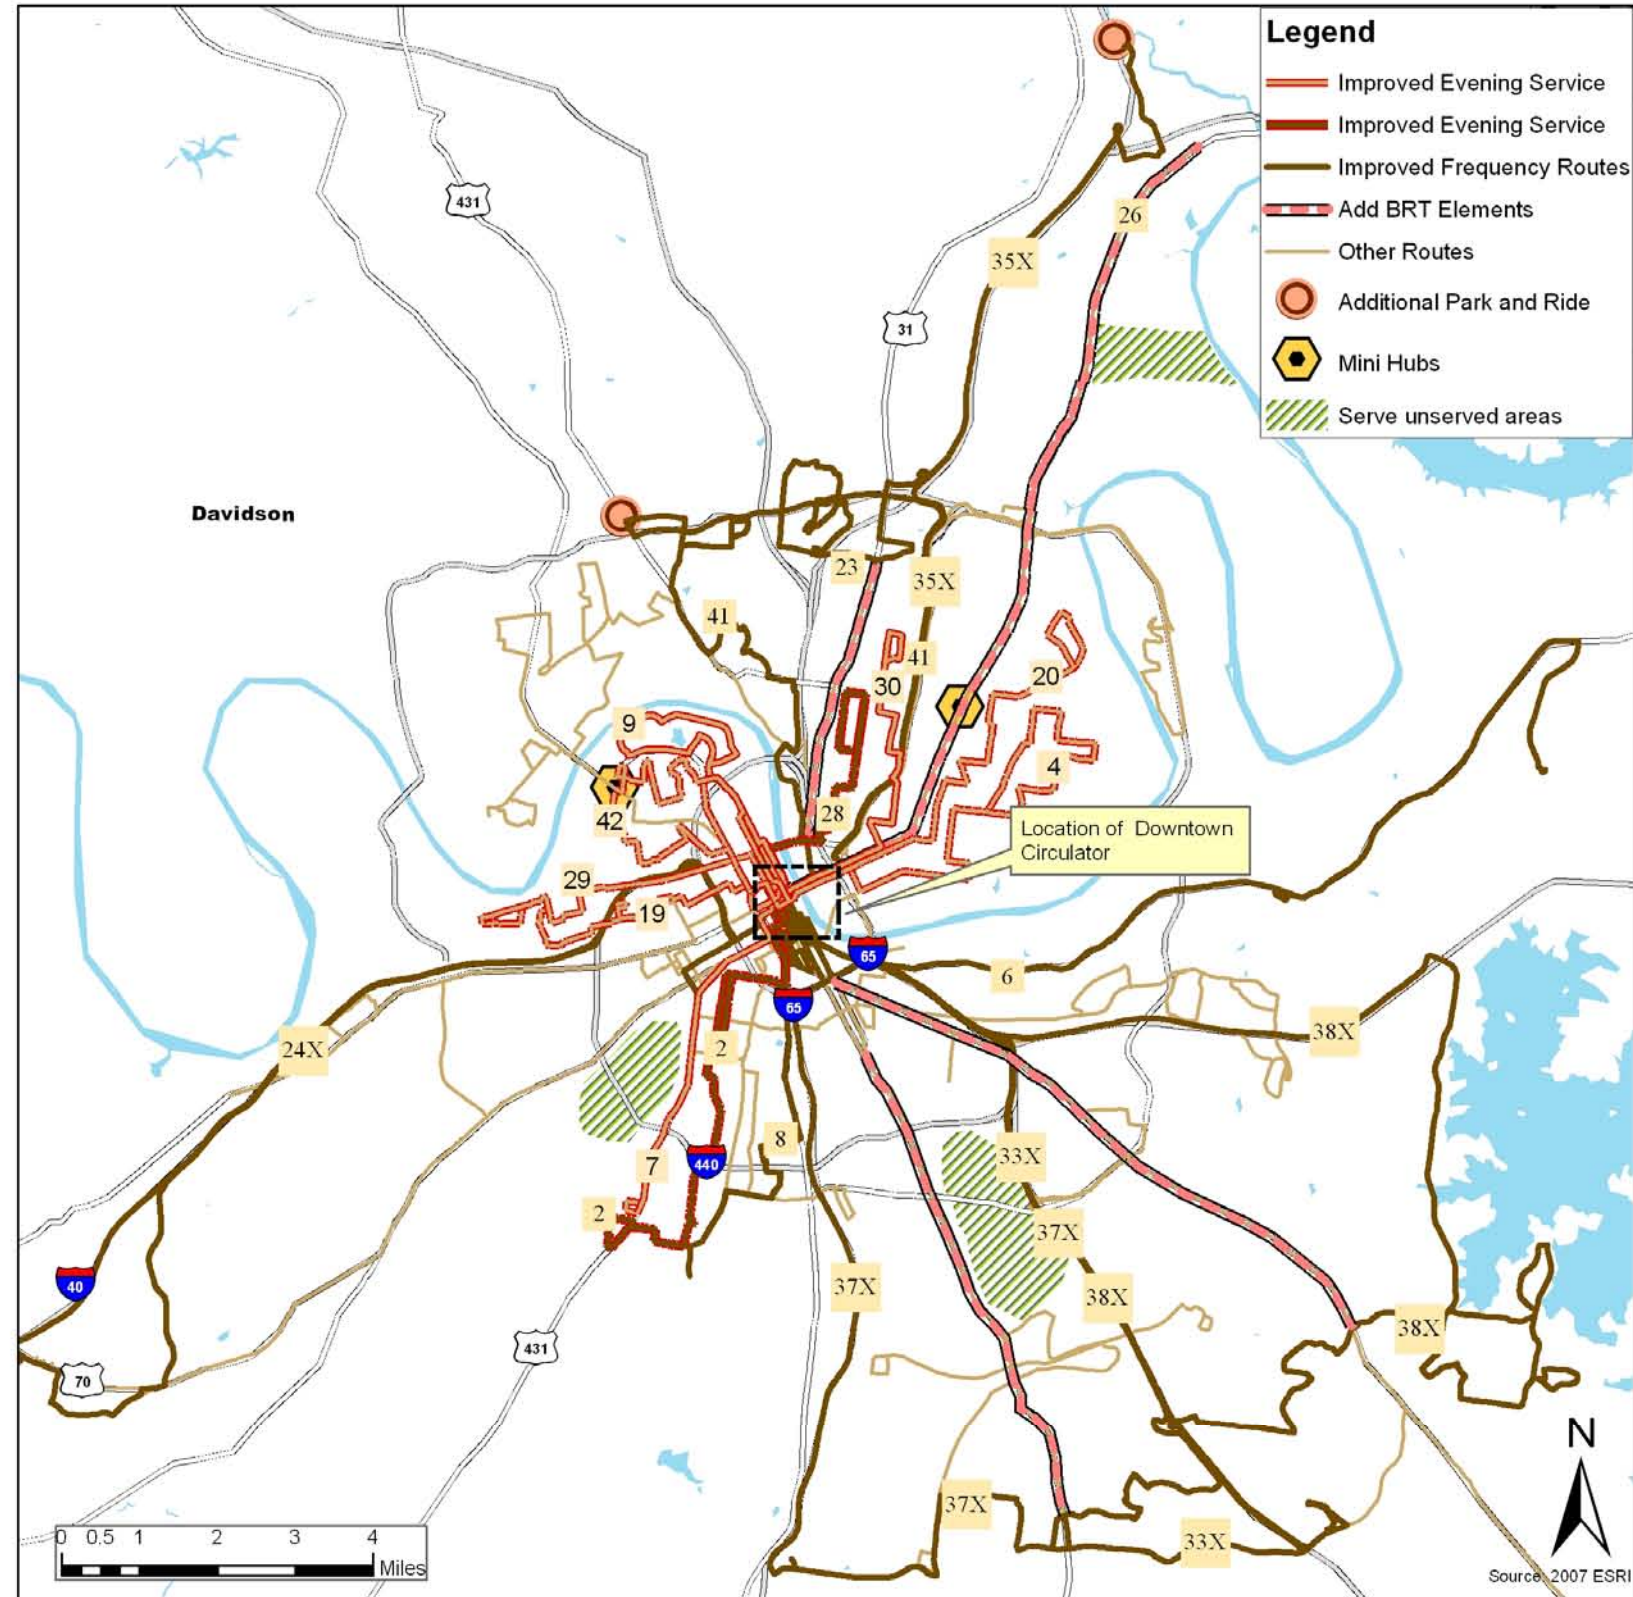 Legend
Improved Evening Service
Improved Evening Service
Improved Frequency Routes
Add BRT Elements
Other Routes
Additional Park and Ride
Mini Hubs
Serve unserved areas
431
26
35X
31
Davidson
23
35X
41
41
30
20
9
4
42
28
Location of Downtown
Circulator
29
19
65
6
65
38X
24X
2
8
33X
7
440
2
37X
40
37X
38X
38X
431
70
N
37X
33X
0 0.5 1 2 3 4
Miles
Source: 2007 ESRI